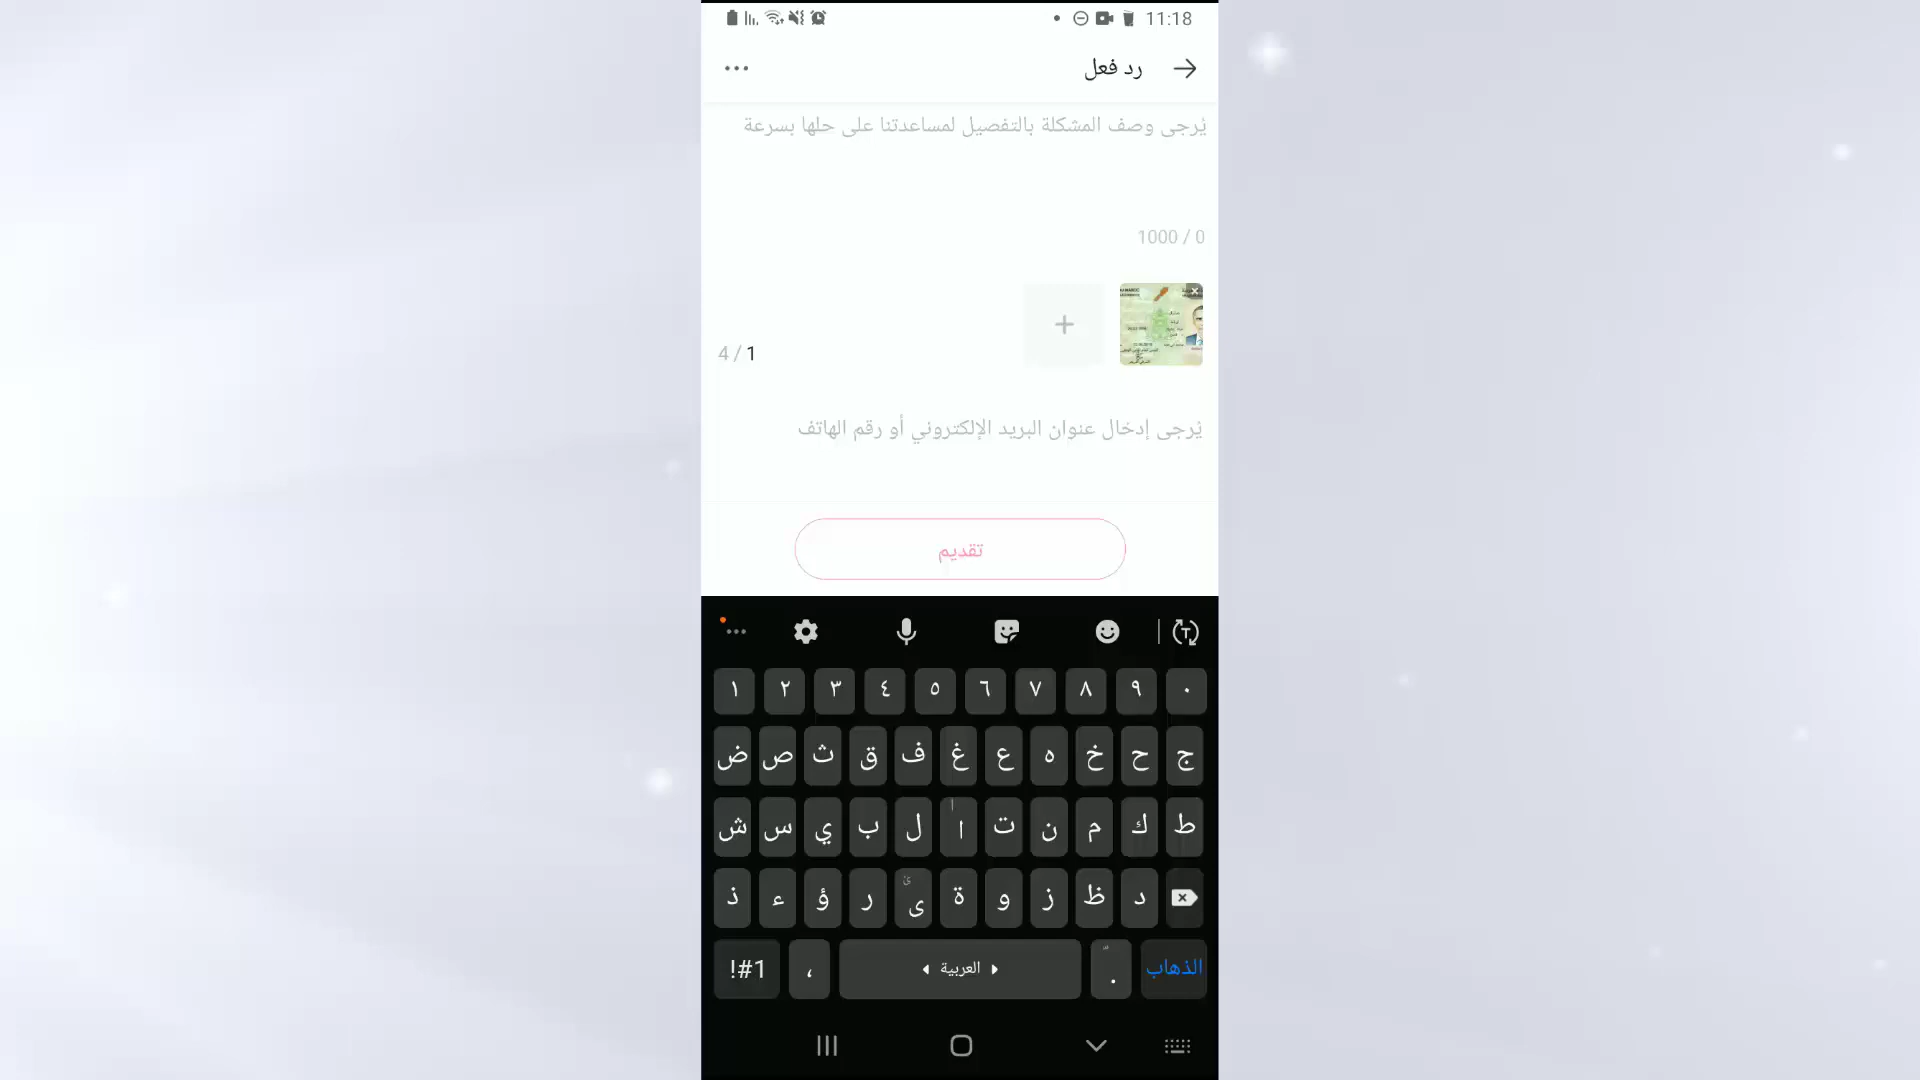 11:18
رد فعل
يُرجى وصف المشكلة بالتفصيل لمساعدتنا على حلها بسرعة
1000 / 0
4 / 1
يُرجى إدخال عنوان البريد الإلكتروني أو رقم الهاتف
تقديم
١ ٢ ٣ ٤ ٥ ٦ ٧ ٨ ٩ ٠
ض ص ث ق ف غ ع ه خ ح ج
ش س ي ب ل ا ت ن م ك ط
ذ ء ؤ ر ى ة و ز ظ د
!#1 ، العربية . الذهاب